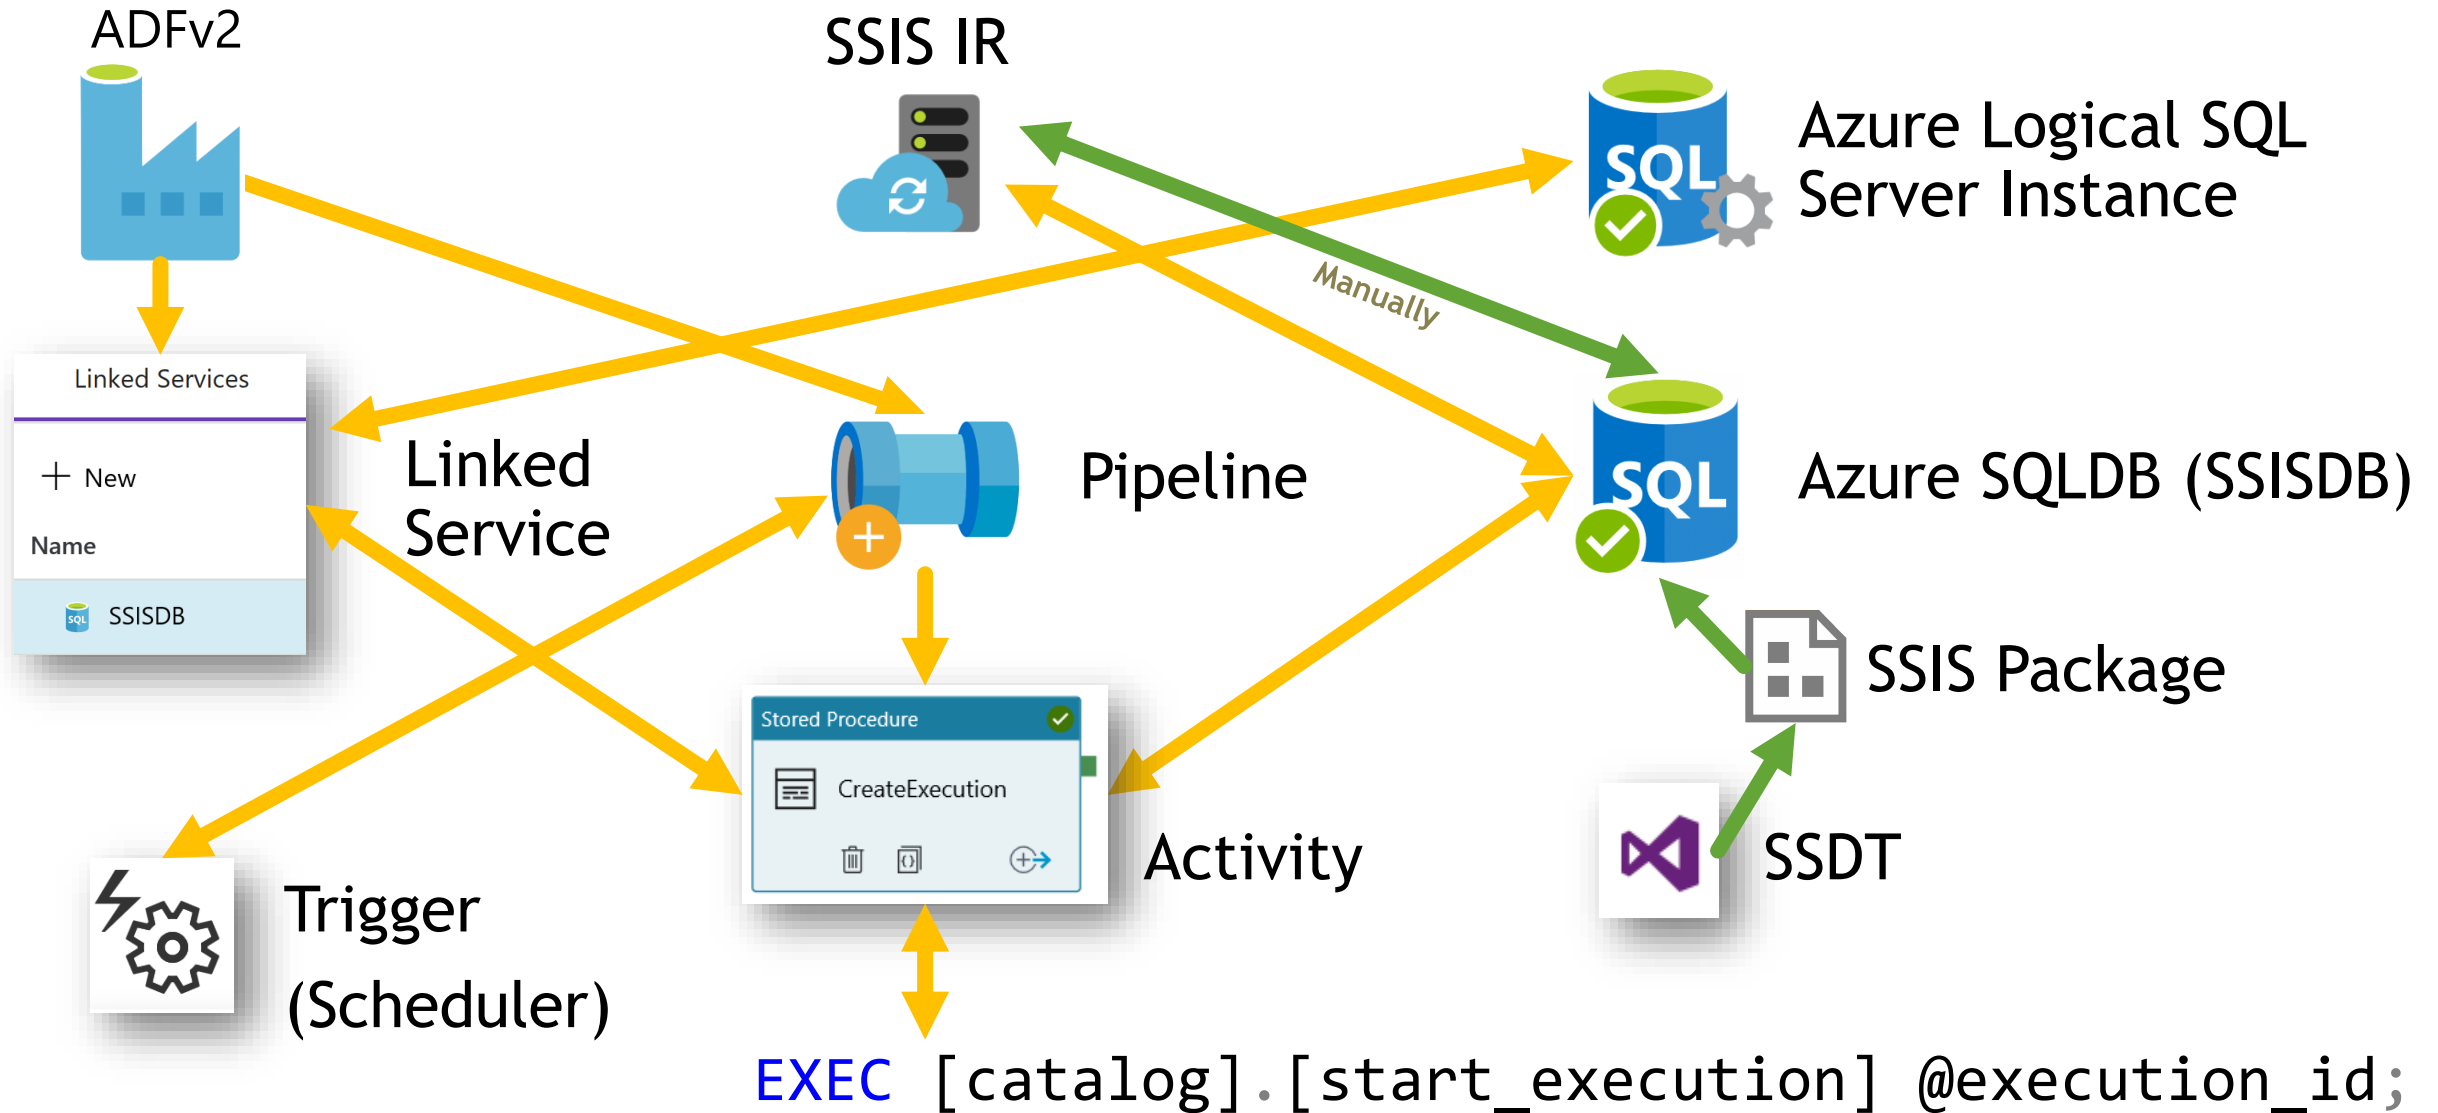 ADFv2
SSIS IR
Azure Logical SQL
Server Instance
SQL
Manually
Linked Services
New
Name
SQL
SSISDB
Linked
Service
Pipeline
SQL
Azure SQLDB (SSISDB)
SSIS Package
Stored Procedure
CreateExecution
Activity
SSDT
Trigger
(Scheduler)
EXEC [catalog].[start_execution] @execution_id;